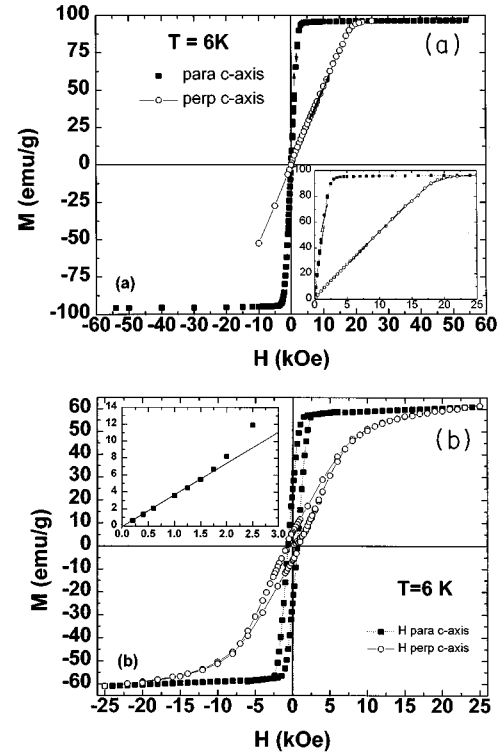 100
75
50
25
0
-25
-50
-75
-100
M (emu/g)
T = 6K
para c-axis
perp c-axis
(a)
100
80
60
40
20
0
0 5 10 15 20 25
(a)
-60 -50 -40 -30 -20 -10 0 10 20 30 40 50 60
H (kOe)
60
50
40
30
20
10
0
-10
-20
-30
-40
-50
-60
M (emu/g)
14
12
10
8
6
4
2
0
0.0 0.5 1.0 1.5 2.0 2.5 3.0
(b)
T=6 K
H para c-axis
H perp c-axis
(b)
-25 -20 -15 -10 -5 0 5 10 15 20 25
H (kOe)